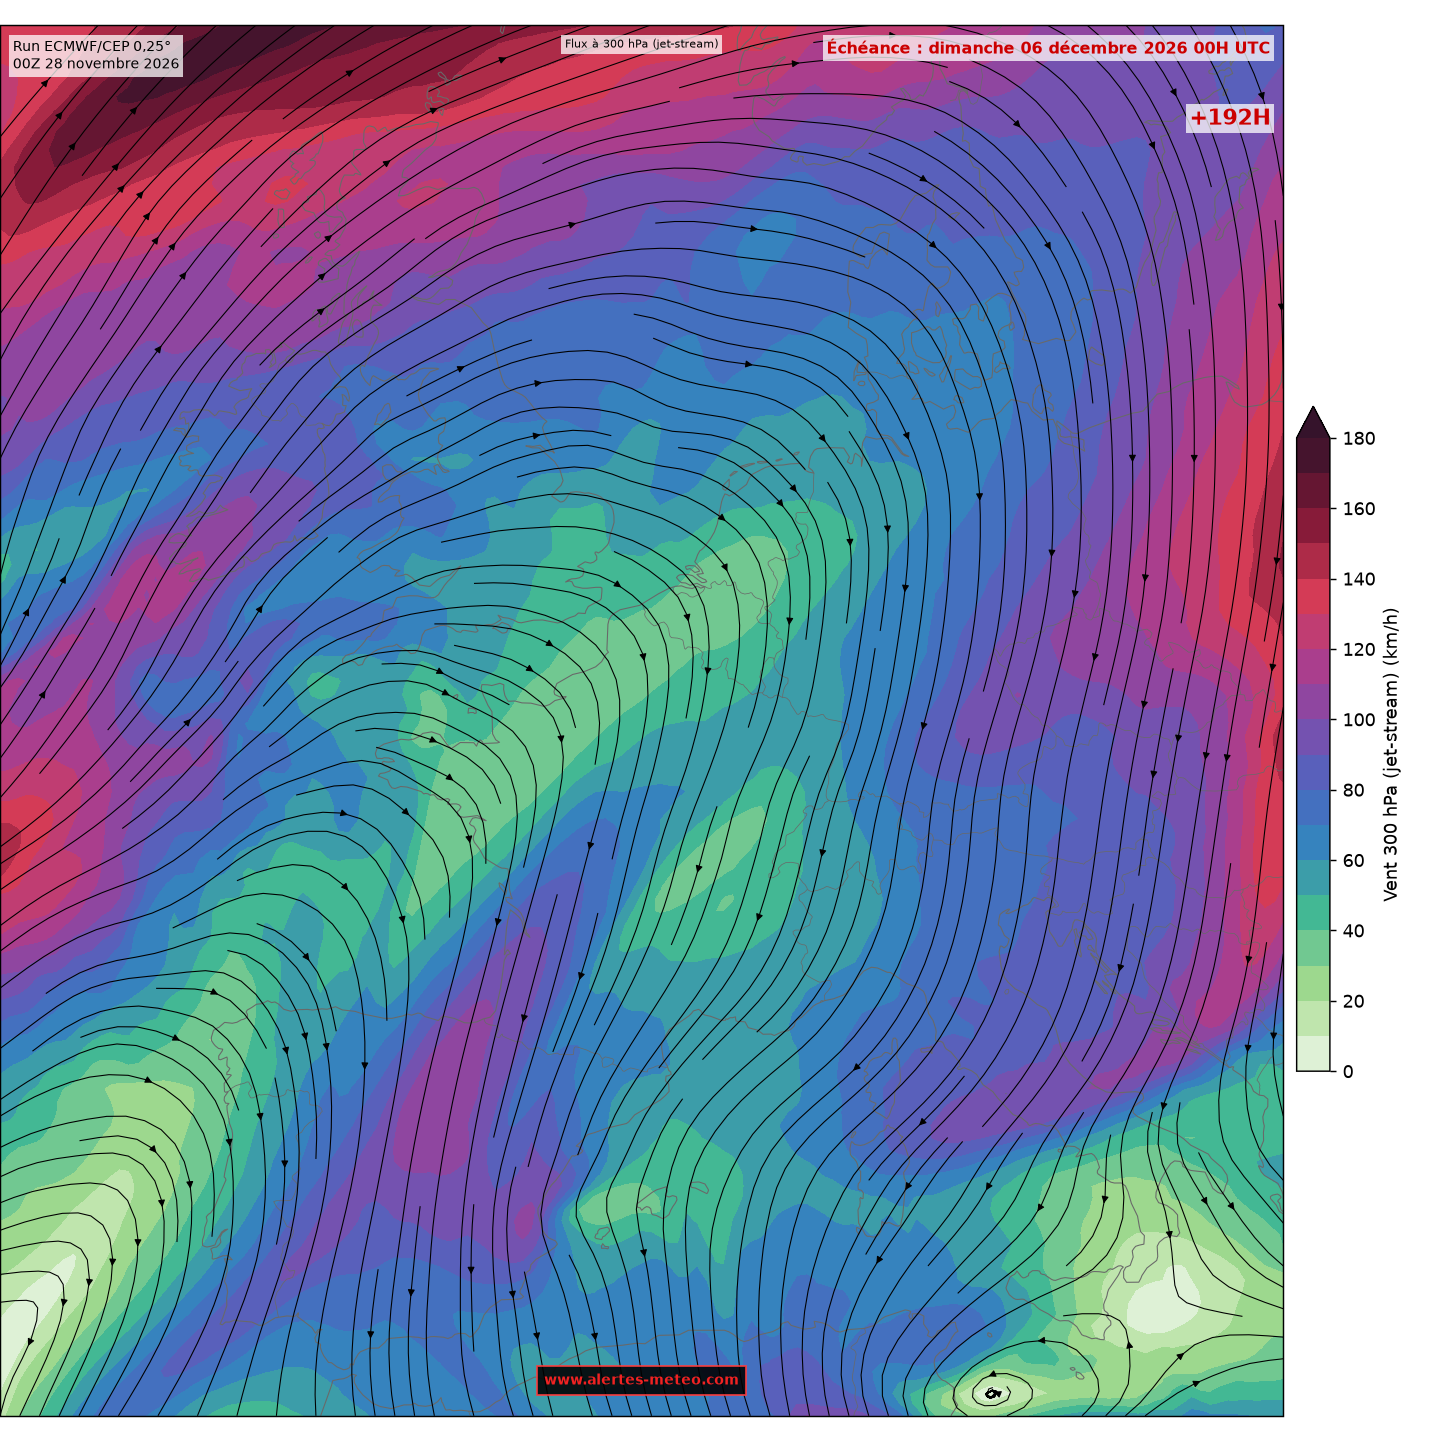 Run ECMWF/CEP 0,25°
00Z 28 novembre 2026
Flux à 300 hPa (jet-stream)
Échéance : dimanche 06 décembre 2026 00H UTC
+192H
180
160
140
120
100
80
60
40
20
0
Vent 300 hPa (jet-stream) (km/h)
www.alertes-meteo.com